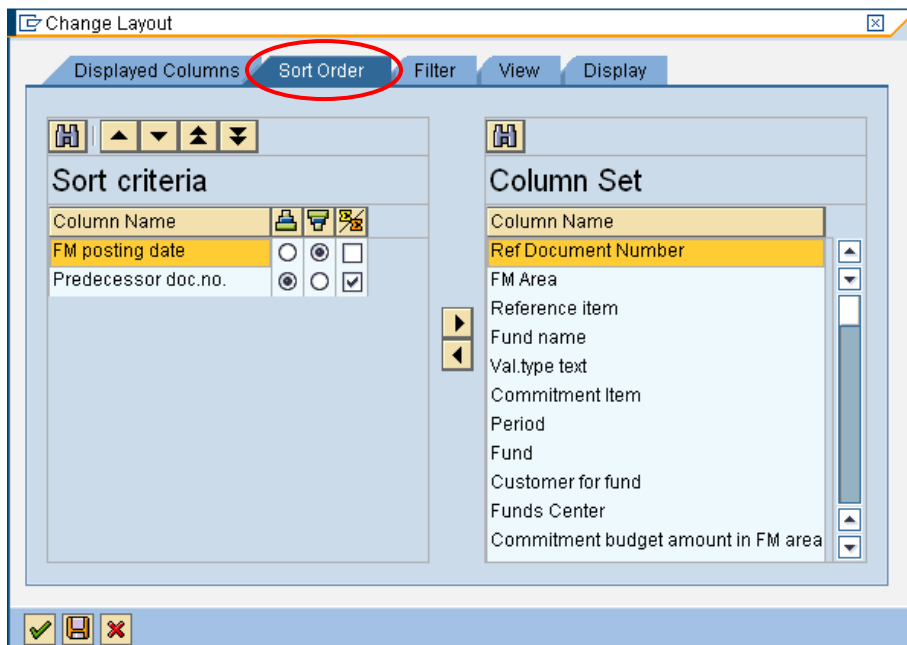 Change Layout
Displayed Columns Sort Order Filter View Display
Sort criteria
Column Name
FM posting date
Predecessor doc.no.
Column Set
Column Name
Ref Document Number
FM Area
Reference item
Fund name
Val.type text
Commitment Item
Period
Fund
Customer for fund
Funds Center
Commitment budget amount in FM area